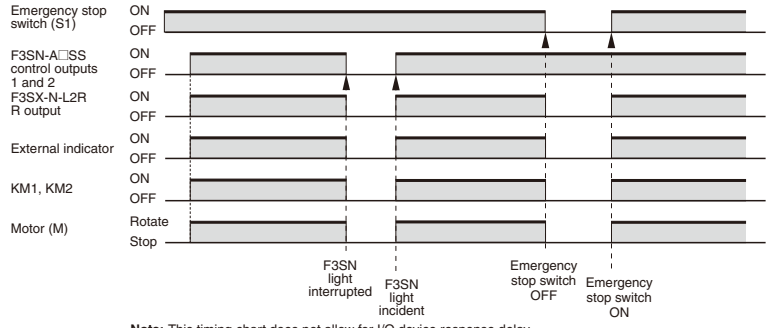 Emergency stop
switch (S1)
ON
OFF
F3SN-A□SS
control outputs
1 and 2
ON
OFF
F3SX-N-L2R
R output
ON
OFF
External indicator
ON
OFF
KM1, KM2
ON
OFF
Motor (M)
Rotate
Stop
F3SN
light
interrupted
F3SN
light
incident
Emergency
stop switch
OFF
Emergency
stop switch
ON
Note: This timing chart does not allow for I/O device response delay